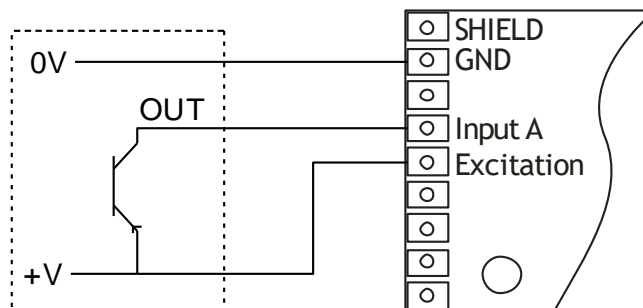 SHIELD
0V
GND
OUT
Input A
Excitation
+V